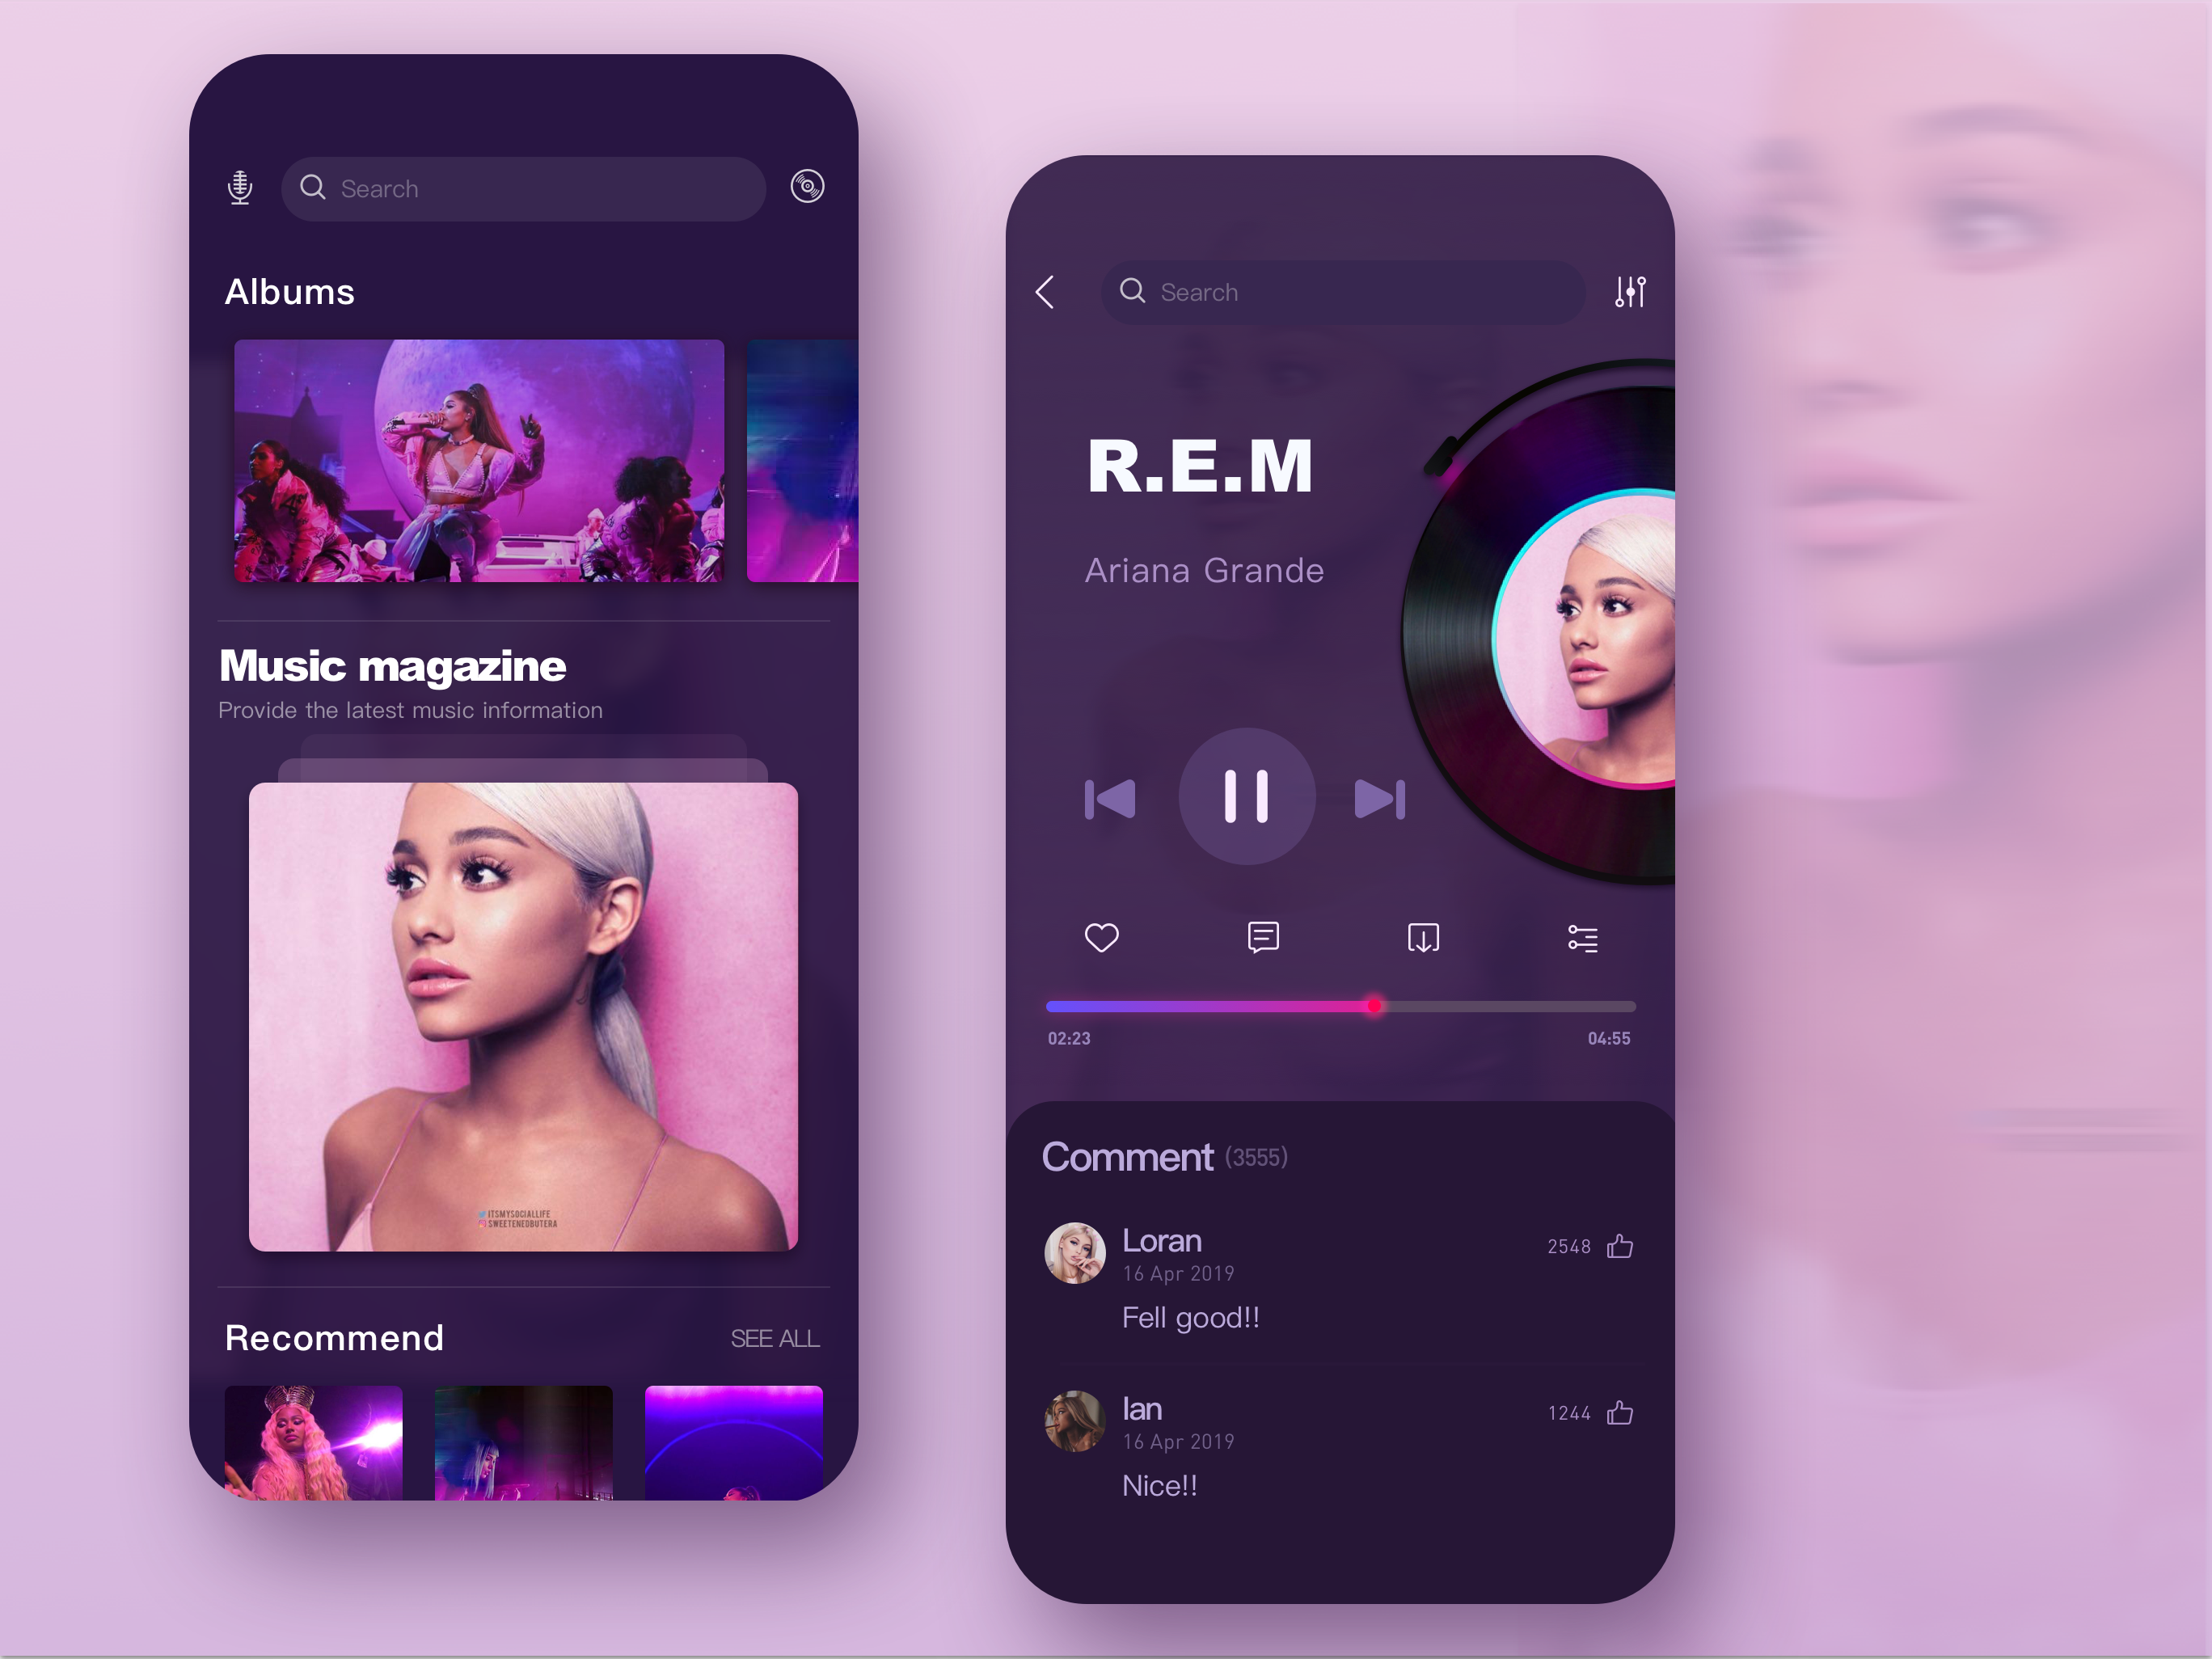 Search
Albums
Music magazine
Provide the latest music information
ITSMYSOCIALLIFE
SWEETENEDBUTERA
Recommend
SEE ALL
Search
R.E.M
Ariana Grande
02:23
04:55
Comment (3555)
Loran
2548
16 Apr 2019
Fell good!!
Ian
1244
16 Apr 2019
Nice!!